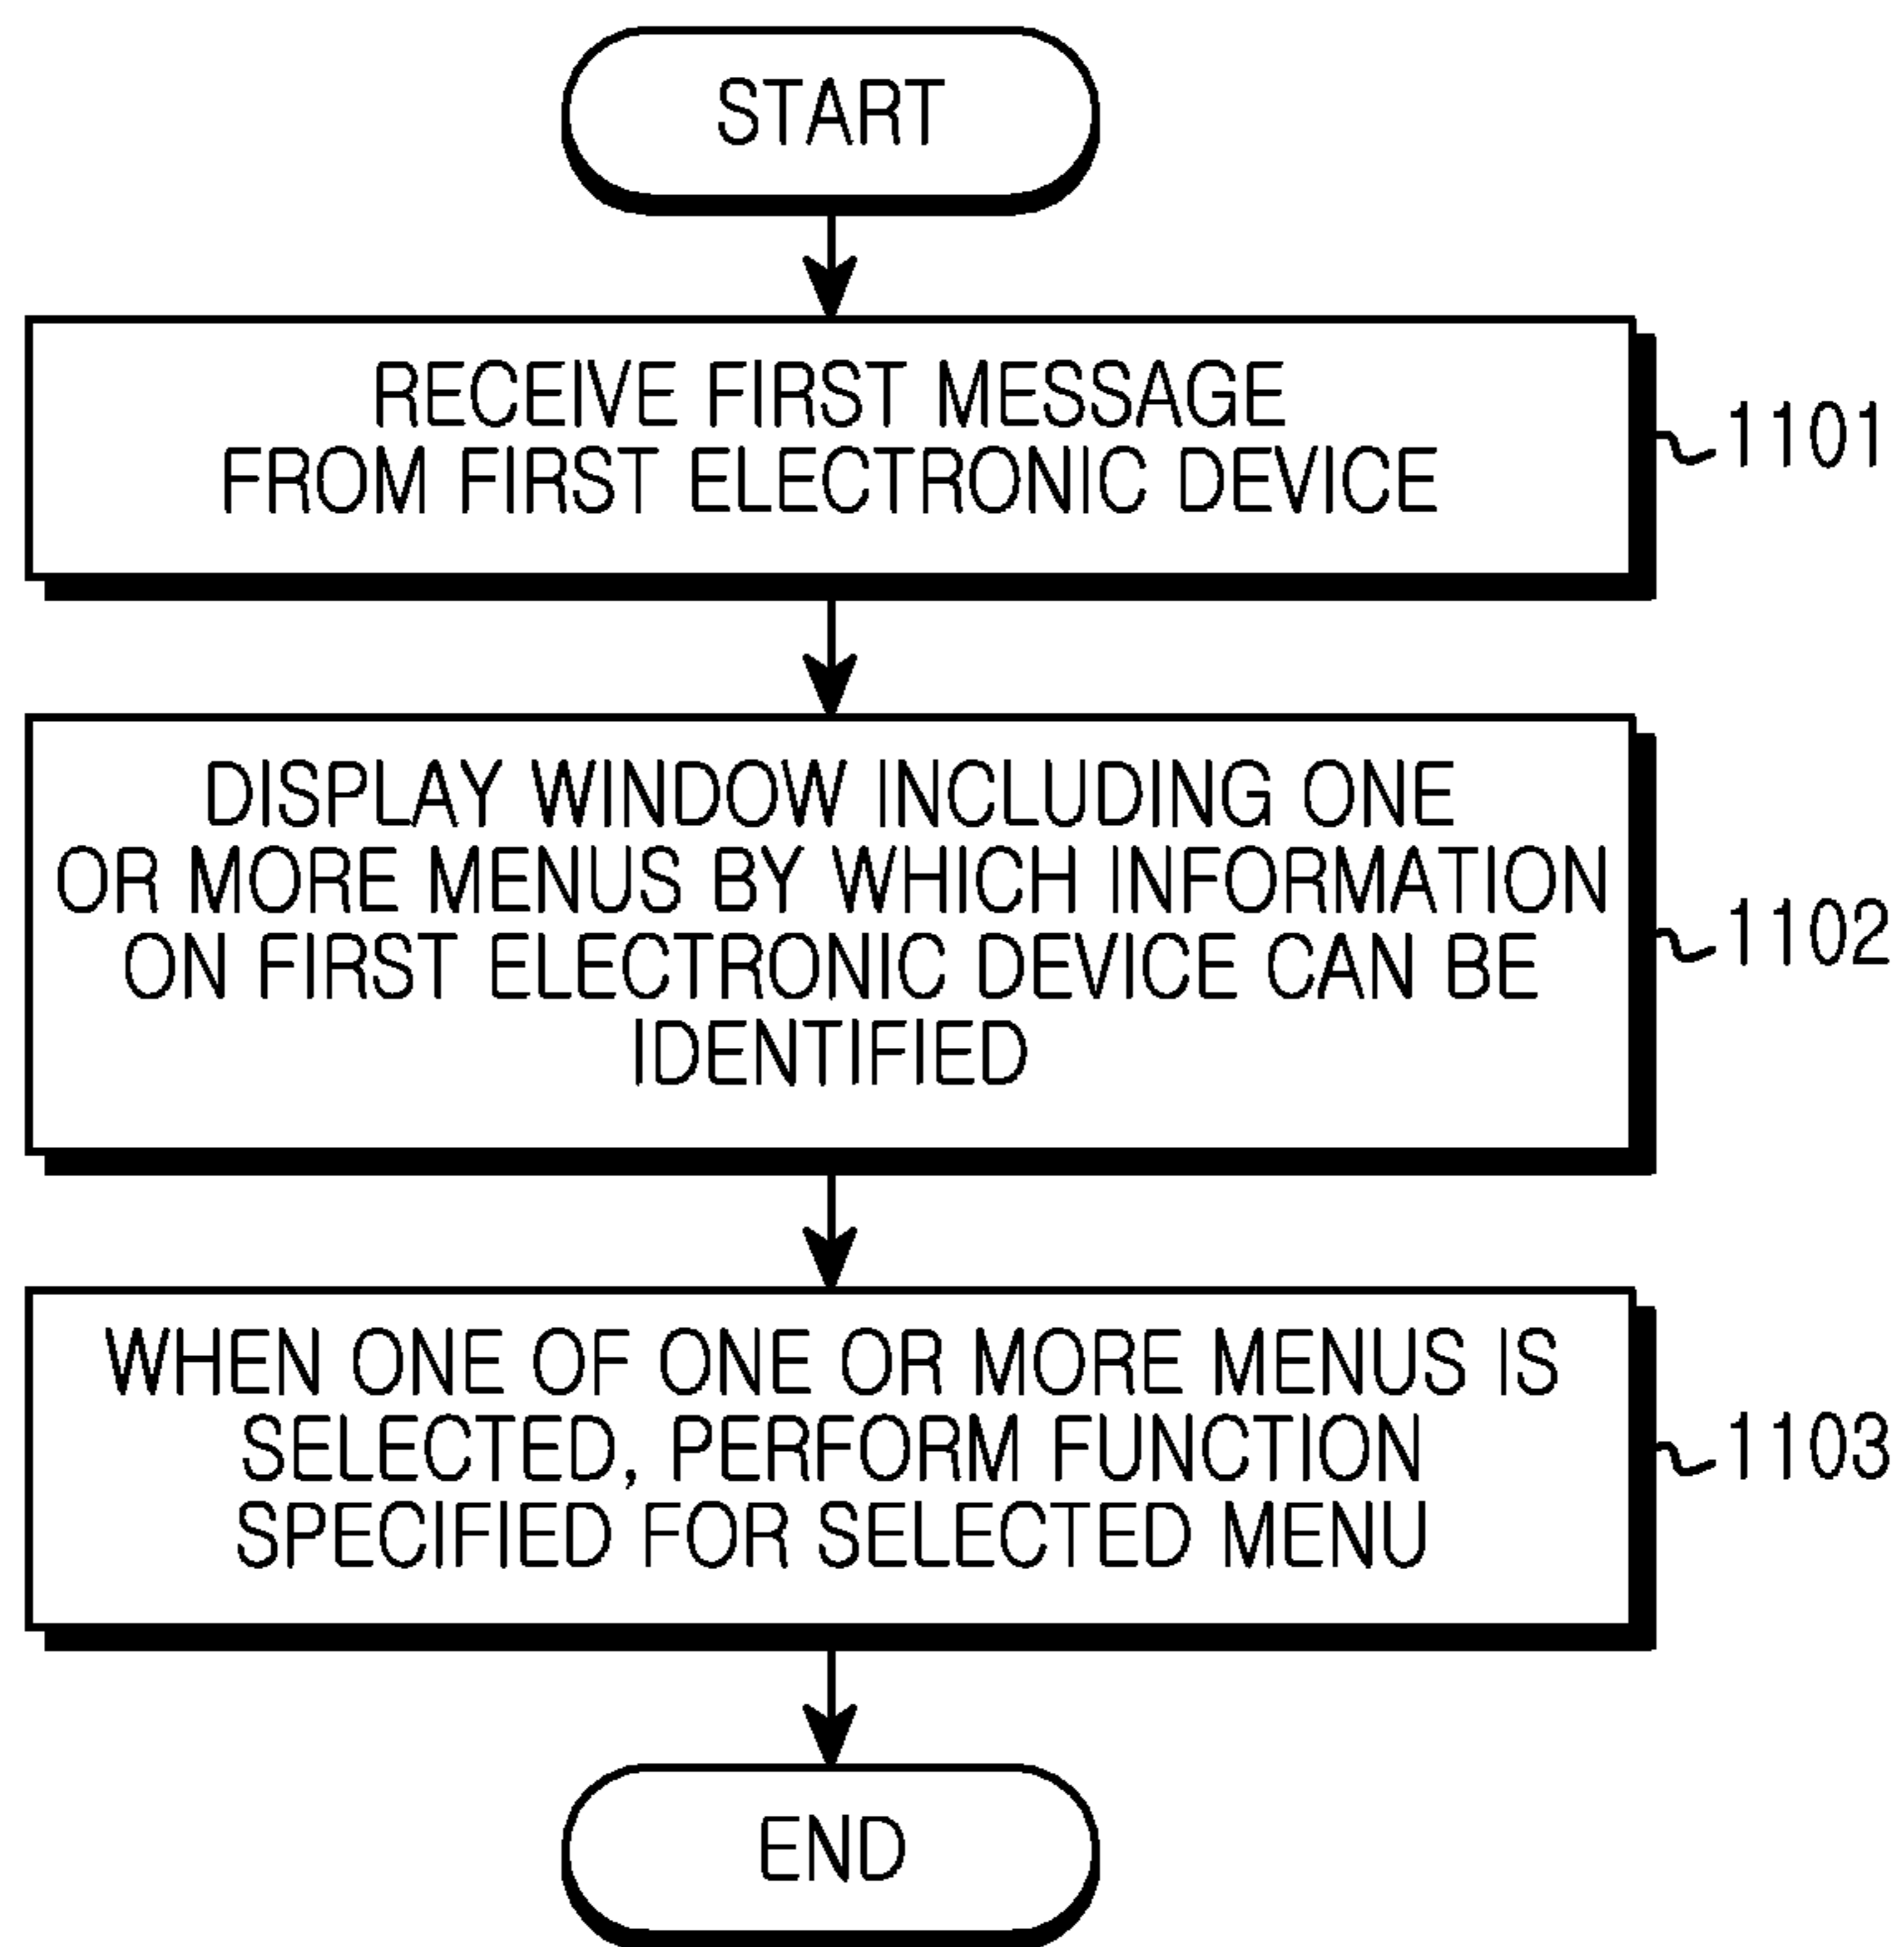 START
RECEIVE FIRST MESSAGE
FROM FIRST ELECTRONIC DEVICE
1101
DISPLAY WINDOW INCLUDING ONE
OR MORE MENUS BY WHICH INFORMATION
ON FIRST ELECTRONIC DEVICE CAN BE
IDENTIFIED
1102
WHEN ONE OF ONE OR MORE MENUS IS
SELECTED, PERFORM FUNCTION
SPECIFIED FOR SELECTED MENU
1103
END